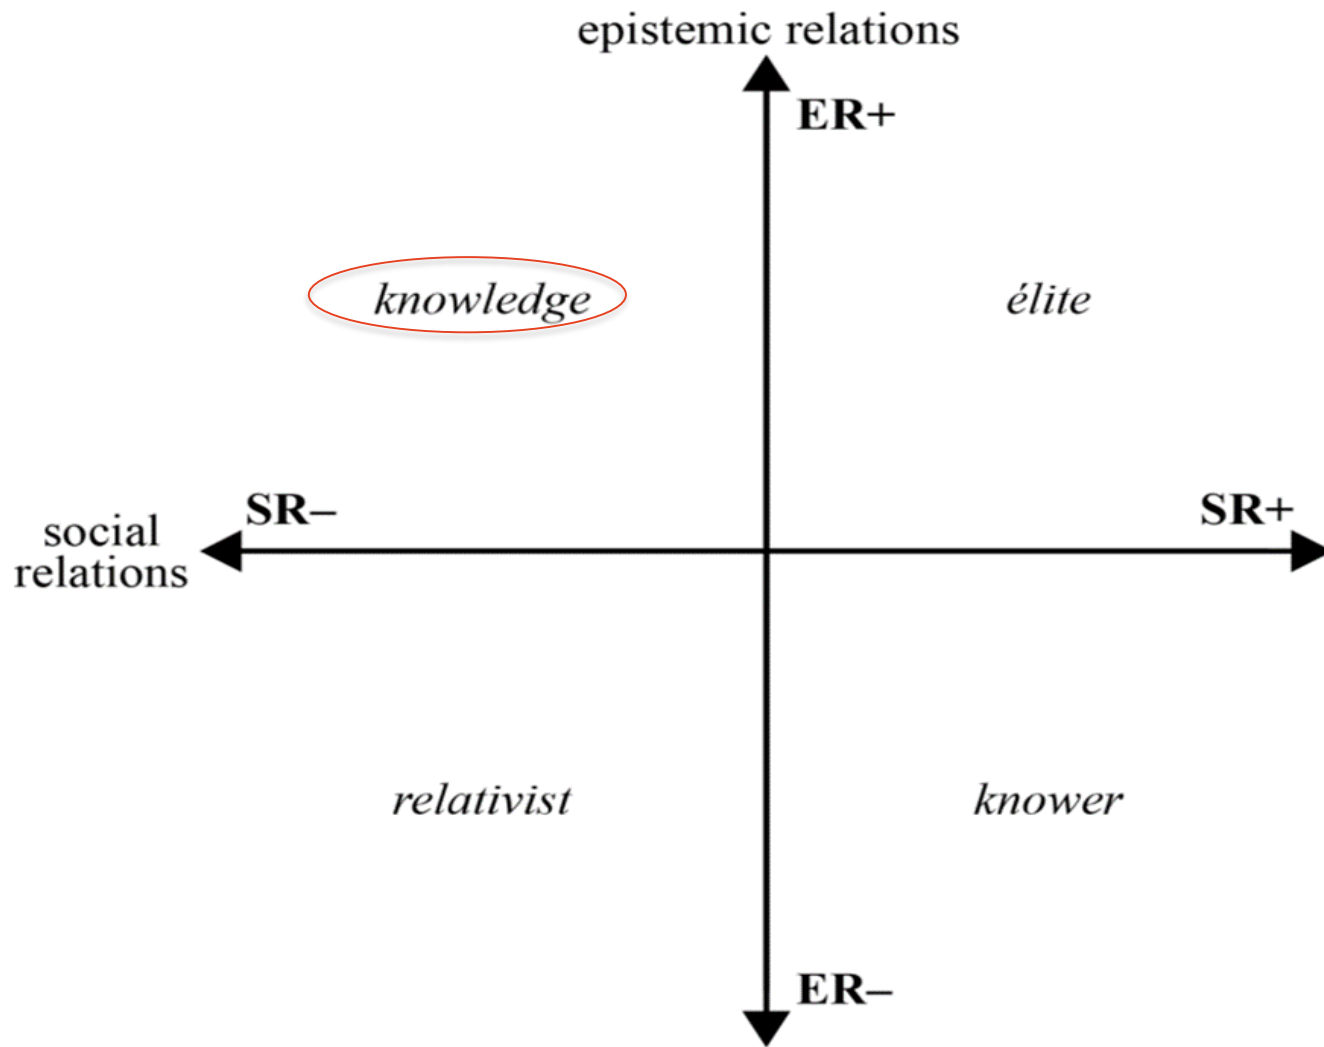 epistemic relations
ER+
knowledge
élite
SR–
SR+
social
relations
relativist
knower
ER–